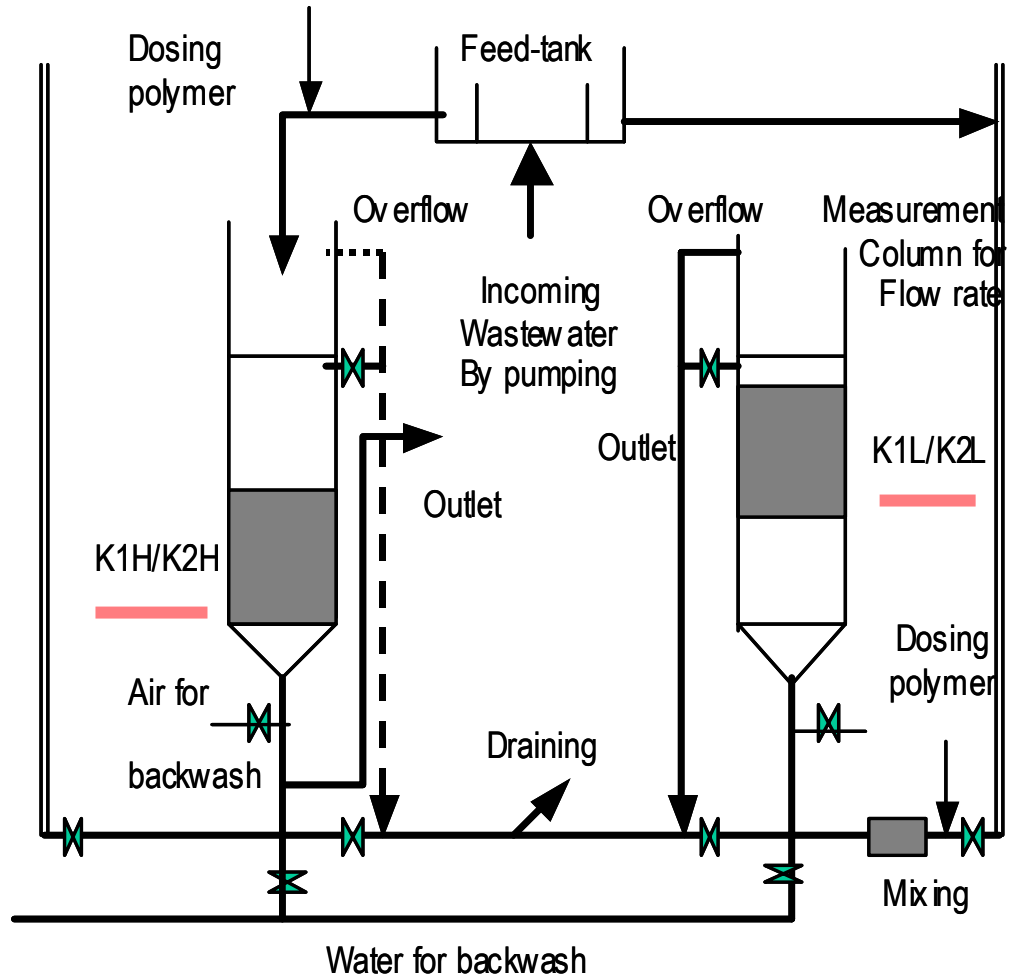 Dosing
polymer
Feed-tank
Overflow
Overflow
Measurement
Column for
Flow rate
Incoming
Wastewater
By pumping
Outlet
K1L/K2L
Outlet
K1H/K2H
Dosing
polymer
Air for
backwash
Draining
Mixing
Water for backwash